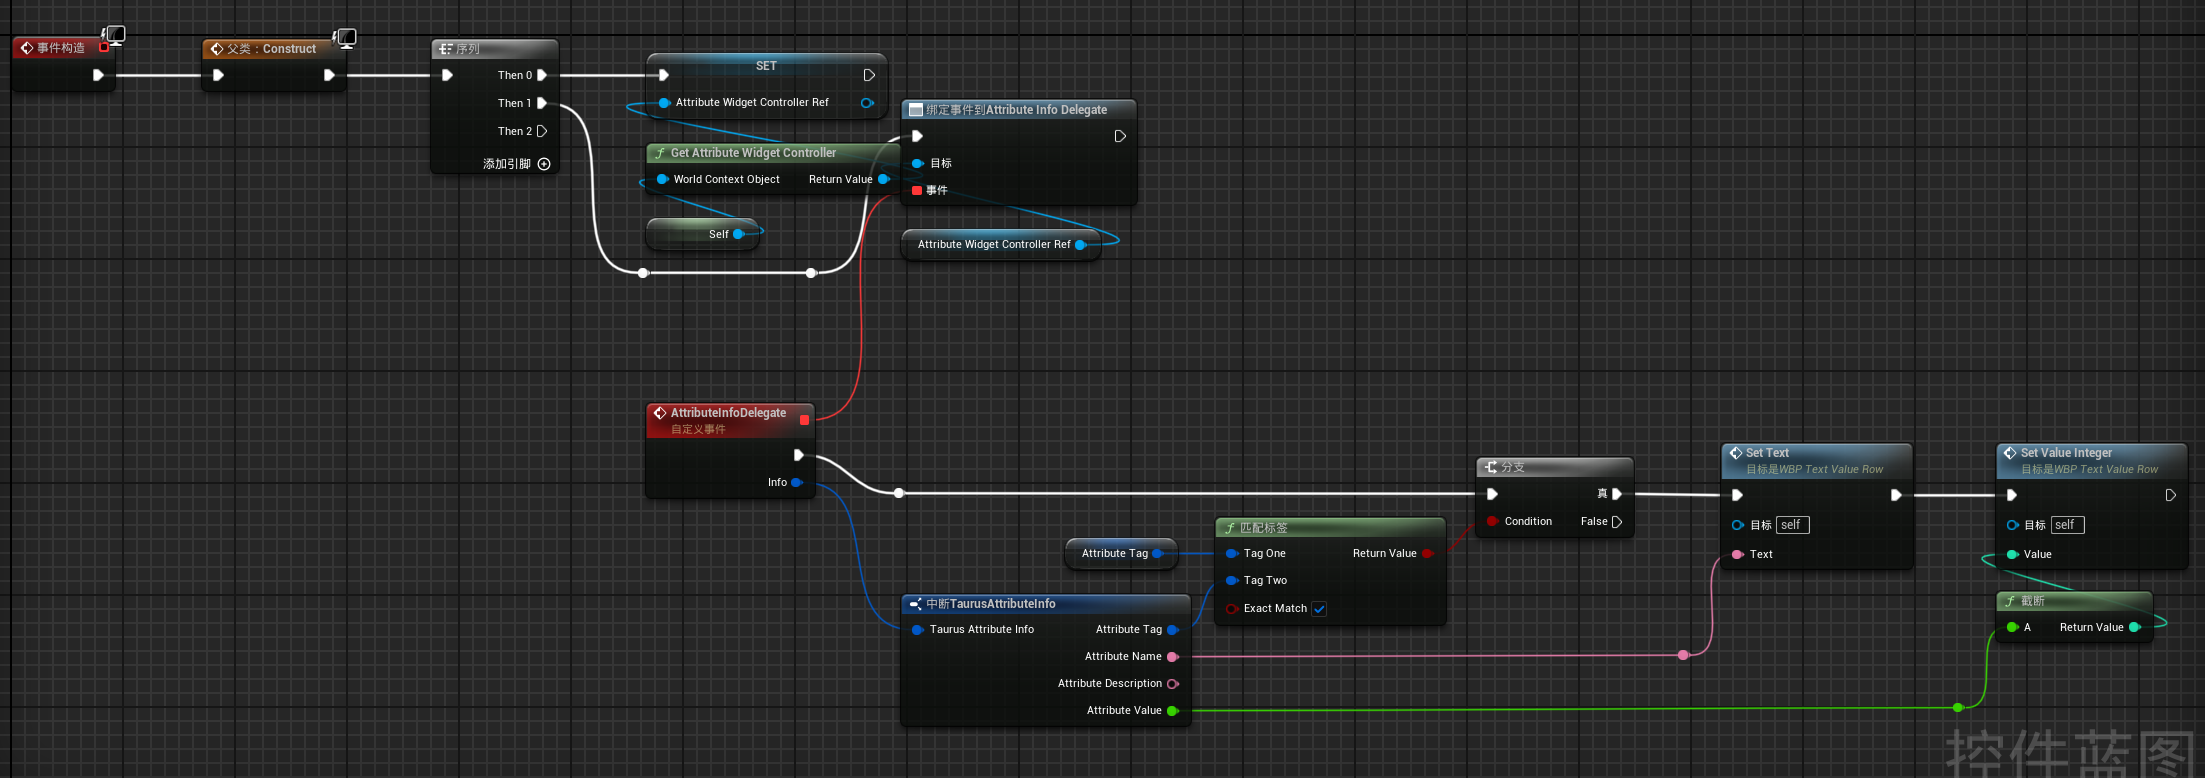 事件构造
父类：Construct
序列
Then 0
Then 1
Then 2
添加引脚
SET
Attribute Widget Controller Ref
Get Attribute Widget Controller
World Context Object
Return Value
Self
绑定事件到Attribute Info Delegate
目标
事件
Attribute Widget Controller Ref
AttributeInfoDelegate
自定义事件
Info
Attribute Tag
中断TaurusAttributeInfo
Taurus Attribute Info
Attribute Tag
Attribute Name
Attribute Description
Attribute Value
匹配标签
Tag One
Return Value
Tag Two
Exact Match
分支
真
Condition
False
Set Text
目标是WBP Text Value Row
目标 self
Text
Set Value Integer
目标是WBP Text Value Row
目标 self
Value
截断
A
Return Value
控件蓝图